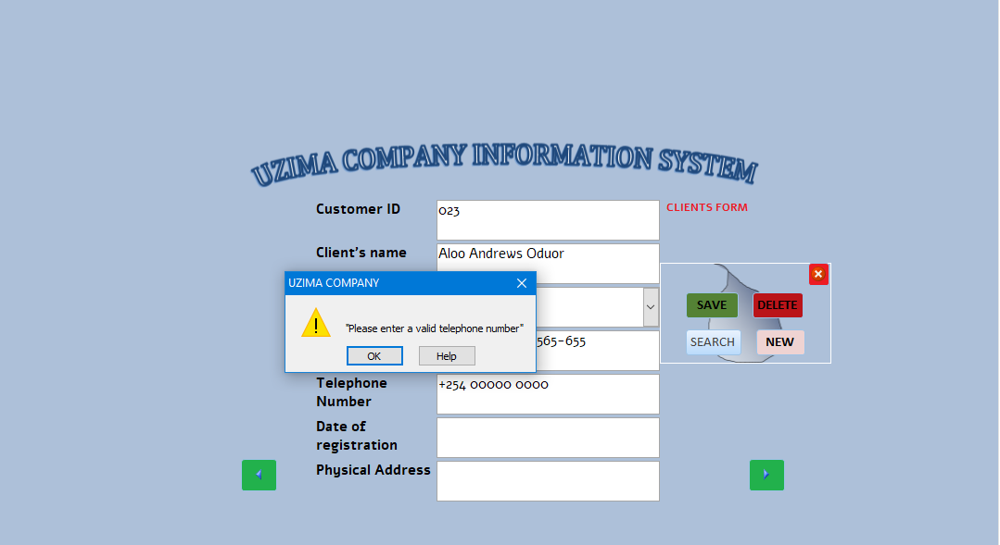 UZIMA COMPANY INFORMATION SYSTEM
Customer ID
023
CLIENTS FORM
Client's name
Aloo Andrews Oduor
UZIMA COMPANY
"Please enter a valid telephone number"
OK
Help
SAVE
DELETE
SEARCH
NEW
565-655
Telephone
Number
+254 00000 0000
Date of
registration
Physical Address